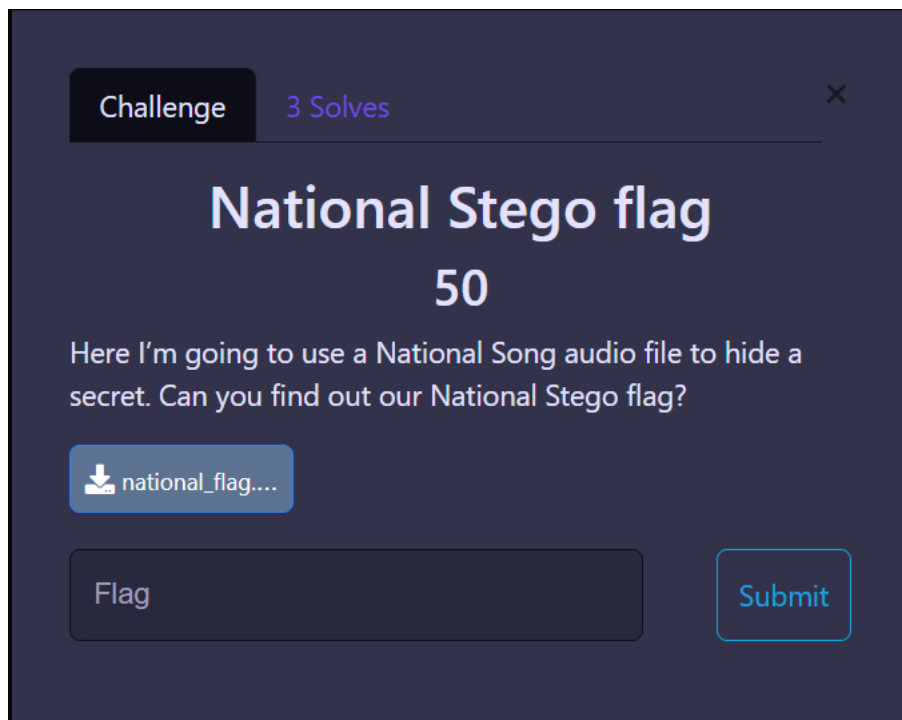 Challenge
3 Solves
×
National Stego flag
50
Here I’m going to use a National Song audio file to hide a
secret. Can you find out our National Stego flag?
national_flag....
Flag
Submit